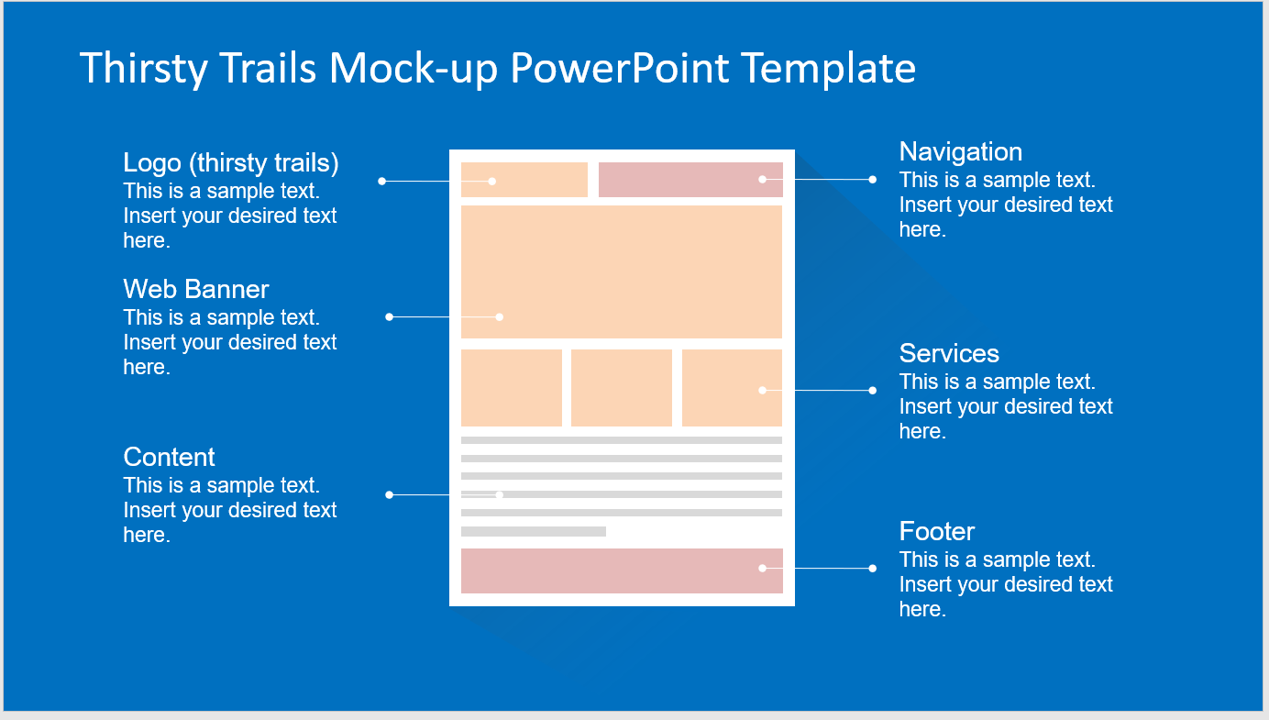 Thirsty Trails Mock-up PowerPoint Template
Logo (thirsty trails)
This is a sample text.
Insert your desired text
here.
Web Banner
This is a sample text.
Insert your desired text
here.
Content
This is a sample text.
Insert your desired text
here.
Navigation
This is a sample text.
Insert your desired text
here.
Services
This is a sample text.
Insert your desired text
here.
Footer
This is a sample text.
Insert your desired text
here.